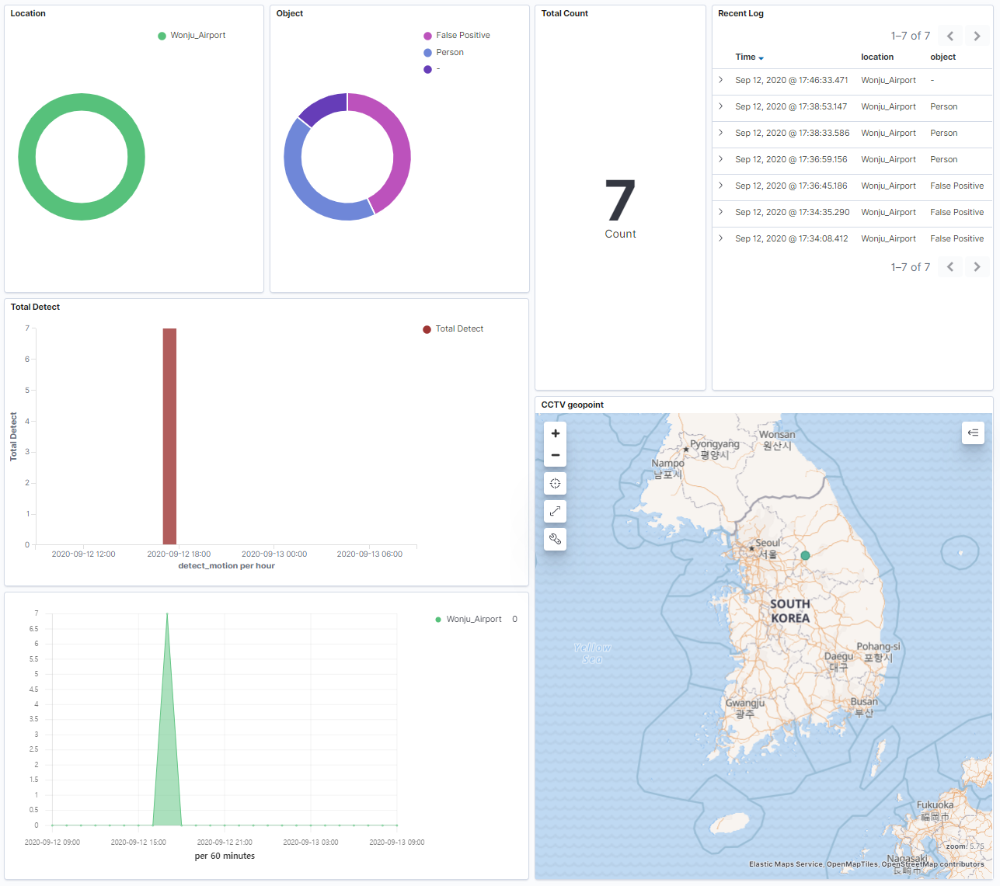 Location
Wonju_Airport
Object
False Positive
Person
-
Total Count
7
Count
Recent Log
1–7 of 7
Time location object
Sep 12, 2020 @ 17:46:33.471 Wonju_Airport -
Sep 12, 2020 @ 17:38:53.147 Wonju_Airport Person
Sep 12, 2020 @ 17:38:33.586 Wonju_Airport Person
Sep 12, 2020 @ 17:36:59.156 Wonju_Airport Person
Sep 12, 2020 @ 17:36:45.186 Wonju_Airport False Positive
Sep 12, 2020 @ 17:34:35.290 Wonju_Airport False Positive
Sep 12, 2020 @ 17:34:08.412 Wonju_Airport False Positive
1–7 of 7
Total Detect
Total Detect
Total Detect
7
6
5
4
3
2
1
0
2020-09-12 12:00 2020-09-12 18:00 2020-09-13 00:00 2020-09-13 06:00
detect_motion per hour
Wonju_Airport 0
7
6.5
6
5.5
5
4.5
4
3.5
3
2.5
2
1.5
1
0.5
0
2020-09-12 09:00 2020-09-12 15:00 2020-09-12 21:00 2020-09-13 03:00 2020-09-13 09:00
per 60 minutes
CCTV geopoint
Wonsan
원산시
Pyongyang
평양시
Nampo
남포시
Seoul
서울
SOUTH
KOREA
Yellow
Sea
Pohang-si
포항시
Daegu
대구
Gwangju
광주
Busan
부산
Fukuoka
福岡市
zoom: 5.75
Nagasaki
長崎市
Elastic Maps Service, OpenMapTiles, OpenStreetMap contributors